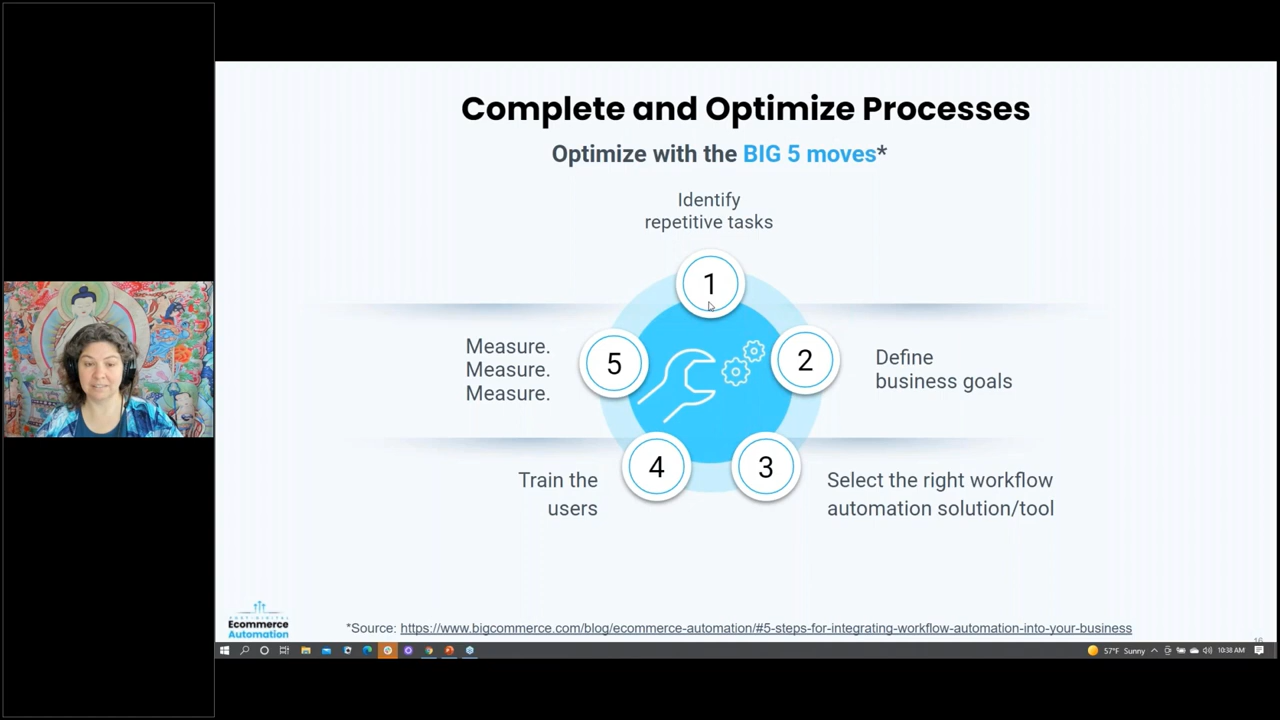 Complete and Optimize Processes
Optimize with the BIG 5 moves*
Identify
repetitive tasks
1
2
Define
business goals
3
Select the right workflow
automation solution/tool
4
Train the
users
5
Measure.
Measure.
Measure.
Ecommerce
Automation
*Source: https://www.bigcommerce.com/blog/ecommerce-automation/#5-steps-for-integrating-workflow-automation-into-your-business
16
57°F Sunny
10:38 AM